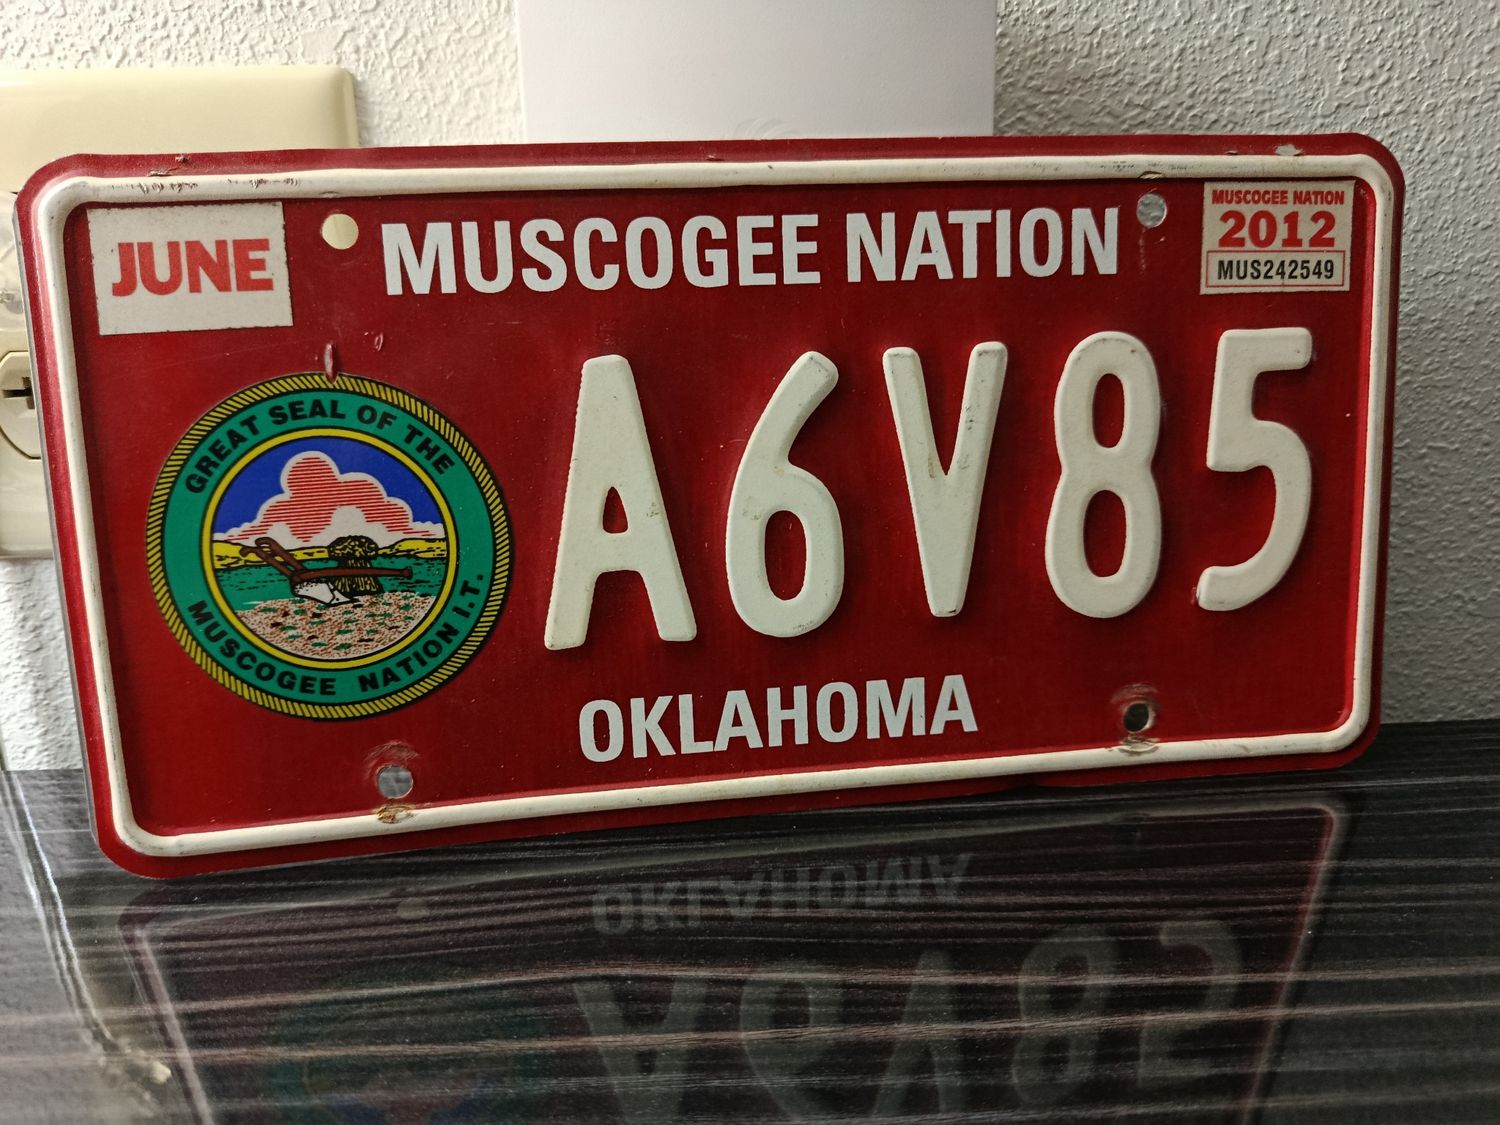 JUNE
MUSCOGEE NATION
MUSCOGEE NATION
2012
MUS242549
GREAT SEAL OF THE
MUSCOGEE NATION I.T.
A6V85
OKLAHOMA